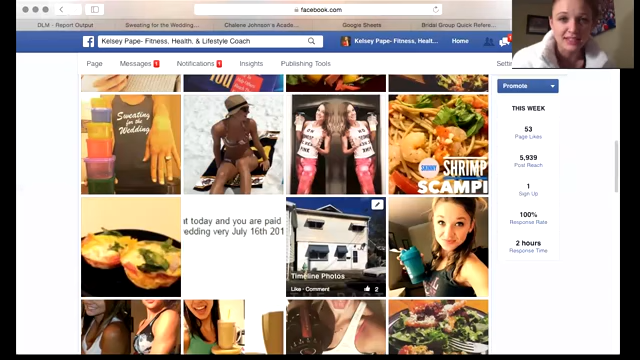 facebook.com
DLM - Report Output
Sweating for the Wedding...
Chalene Johnson's Acade...
Google Sheets
Bridal Group Quick Refere...
Kelsey Pape- Fitness, Health, & Lifestyle Coach
Kelsey Pape- Fitness, Healt...
Home
Page
Messages 1
Notifications 1
Insights
Publishing Tools
Promote
THIS WEEK
53
Page Likes
5,939
Post Reach
1
Sign Up
100%
Response Rate
2 hours
Response Time
Sweating
for the
Wedding
SKINNY
SHRIMP
SCAMPI
t today and you are paid
edding very July 16th 201
Timeline Photos
Like · Comment
2